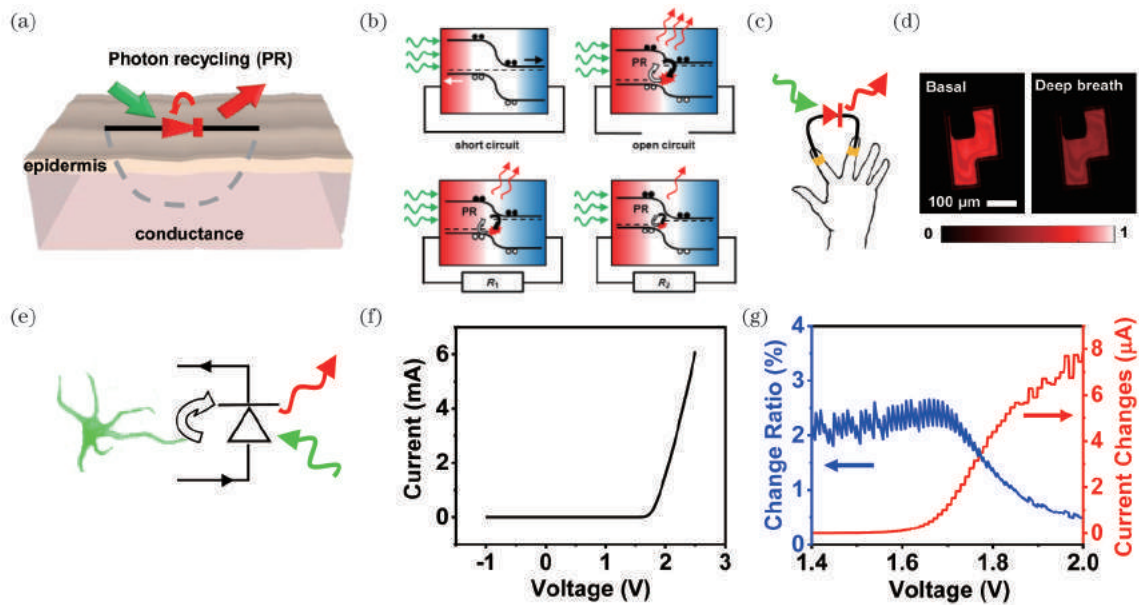 (a)
Photon recycling (PR)
epidermis
conductance
(b)
short circuit
PR
open circuit
PR
R1
PR
R2
(c)
(d)
Basal
Deep breath
100 μm
0
1
(e)
(f)
Current (mA)
6
4
2
0
-1
0
1
2
3
Voltage (V)
(g)
Change Ratio (%)
4
3
2
1
0
1.4
1.6
1.8
2.0
Voltage (V)
8
6
4
2
0
Current Changes (μA)